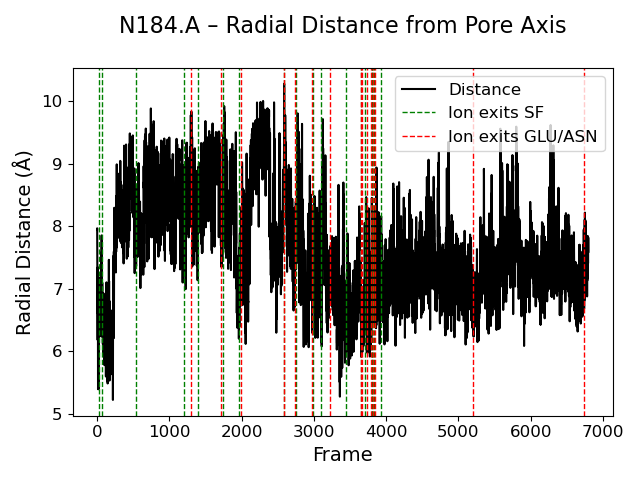 N184.A – Radial Distance from Pore Axis
Distance
Ion exits SF
Ion exits GLU/ASN
Radial Distance (Å)
10
9
8
7
6
5
0 1000 2000 3000 4000 5000 6000 7000
Frame